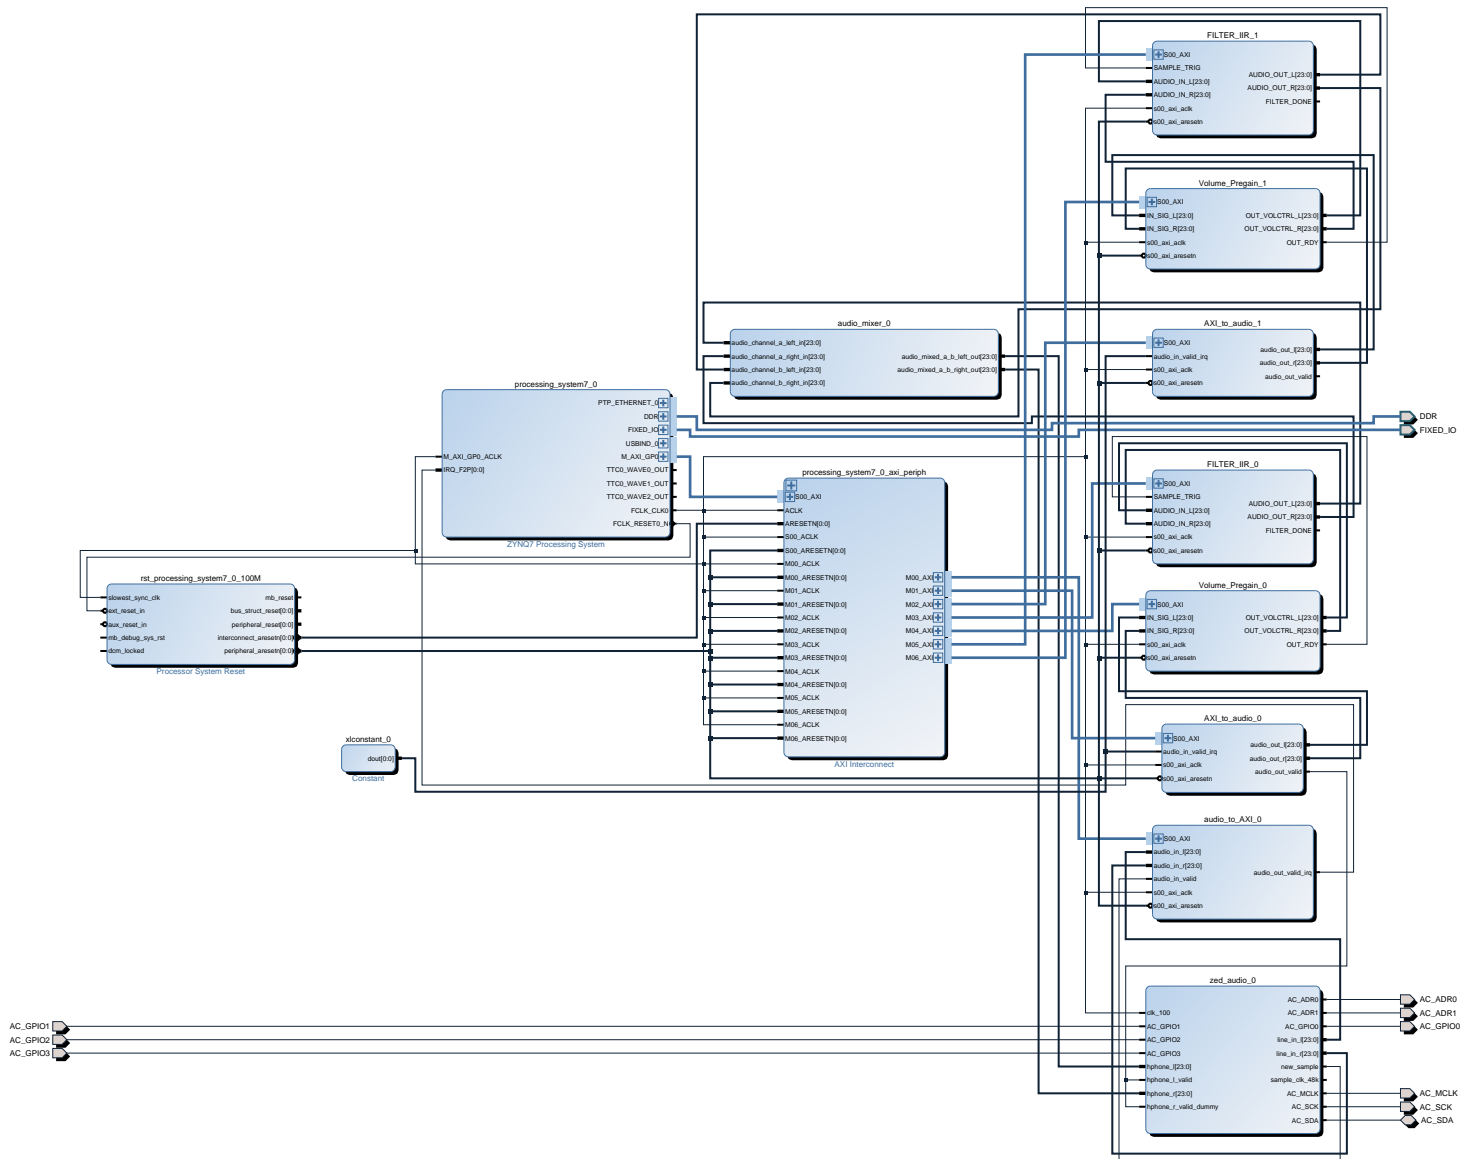 FILTER_IIR_1
S00_AXI
SAMPLE_TRIG
AUDIO_IN_L[23:0]
AUDIO_IN_R[23:0]
s00_axi_aclk
s00_axi_aresetn
AUDIO_OUT_L[23:0]
AUDIO_OUT_R[23:0]
FILTER_DONE
Volume_Pregain_1
S00_AXI
IN_SIG_L[23:0]
IN_SIG_R[23:0]
s00_axi_aclk
s00_axi_aresetn
OUT_VOLCTRL_L[23:0]
OUT_VOLCTRL_R[23:0]
OUT_RDY
audio_mixer_0
audio_channel_a_left_in[23:0]
audio_channel_a_right_in[23:0]
audio_channel_b_left_in[23:0]
audio_channel_b_right_in[23:0]
audio_mixed_a_b_left_out[23:0]
audio_mixed_a_b_right_out[23:0]
AXI_to_audio_1
S00_AXI
audio_in_valid_irq
s00_axi_aclk
s00_axi_aresetn
audio_out_l[23:0]
audio_out_r[23:0]
audio_out_valid
processing_system7_0
M_AXI_GP0_ACLK
IRQ_F2P[0:0]
PTP_ETHERNET_0
DDR
FIXED_IO
USBIND_0
M_AXI_GP0
TTC0_WAVE0_OUT
TTC0_WAVE1_OUT
TTC0_WAVE2_OUT
FCLK_CLK0
FCLK_RESET0_N
ZYNQ7 Processing System
DDR
FIXED_IO
processing_system7_0_axi_periph
S00_AXI
ACLK
ARESETN[0:0]
S00_ACLK
S00_ARESETN[0:0]
M00_ACLK
M00_ARESETN[0:0]
M01_ACLK
M01_ARESETN[0:0]
M02_ACLK
M02_ARESETN[0:0]
M03_ACLK
M03_ARESETN[0:0]
M04_ACLK
M04_ARESETN[0:0]
M05_ACLK
M05_ARESETN[0:0]
M06_ACLK
M06_ARESETN[0:0]
M00_AXI
M01_AXI
M02_AXI
M03_AXI
M04_AXI
M05_AXI
M06_AXI
AXI Interconnect
FILTER_IIR_0
S00_AXI
SAMPLE_TRIG
AUDIO_IN_L[23:0]
AUDIO_IN_R[23:0]
s00_axi_aclk
s00_axi_aresetn
AUDIO_OUT_L[23:0]
AUDIO_OUT_R[23:0]
FILTER_DONE
rst_processing_system7_0_100M
slowest_sync_clk
ext_reset_in
aux_reset_in
mb_debug_sys_rst
dcm_locked
mb_reset
bus_struct_reset[0:0]
peripheral_reset[0:0]
interconnect_aresetn[0:0]
peripheral_aresetn[0:0]
Processor System Reset
Volume_Pregain_0
S00_AXI
IN_SIG_L[23:0]
IN_SIG_R[23:0]
s00_axi_aclk
s00_axi_aresetn
OUT_VOLCTRL_L[23:0]
OUT_VOLCTRL_R[23:0]
OUT_RDY
xlconstant_0
dout[0:0]
Constant
AXI_to_audio_0
S00_AXI
audio_in_valid_irq
s00_axi_aclk
s00_axi_aresetn
audio_out_l[23:0]
audio_out_r[23:0]
audio_out_valid
audio_to_AXI_0
S00_AXI
audio_in_l[23:0]
audio_in_r[23:0]
audio_in_valid
s00_axi_aclk
s00_axi_aresetn
audio_out_valid_irq
AC_GPIO1
AC_GPIO2
AC_GPIO3
zed_audio_0
clk_100
AC_GPIO1
AC_GPIO2
AC_GPIO3
hphone_l[23:0]
hphone_l_valid
hphone_r[23:0]
hphone_r_valid_dummy
AC_ADR0
AC_ADR1
AC_GPIO0
line_in_l[23:0]
line_in_r[23:0]
new_sample
sample_clk_48k
AC_MCLK
AC_SCK
AC_SDA
AC_ADR0
AC_ADR1
AC_GPIO0
AC_MCLK
AC_SCK
AC_SDA